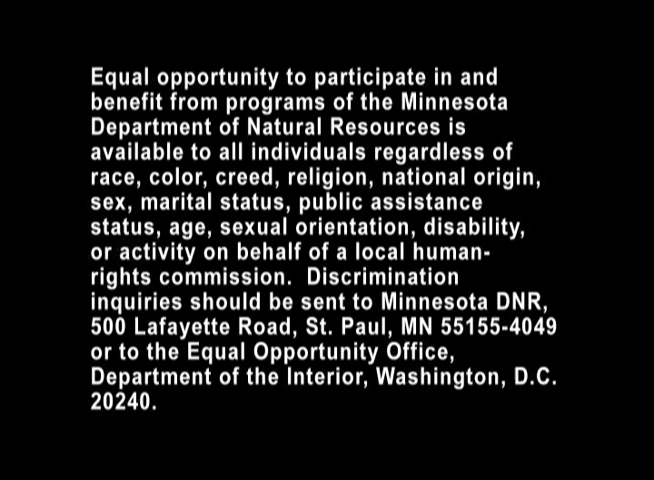 Equal opportunity to participate in and
benefit from programs of the Minnesota
Department of Natural Resources is
available to all individuals regardless of
race, color, creed, religion, national origin,
sex, marital status, public assistance
status, age, sexual orientation, disability,
or activity on behalf of a local human-
rights commission.  Discrimination
inquiries should be sent to Minnesota DNR,
500 Lafayette Road, St. Paul, MN 55155-4049
or to the Equal Opportunity Office,
Department of the Interior, Washington, D.C.
20240.